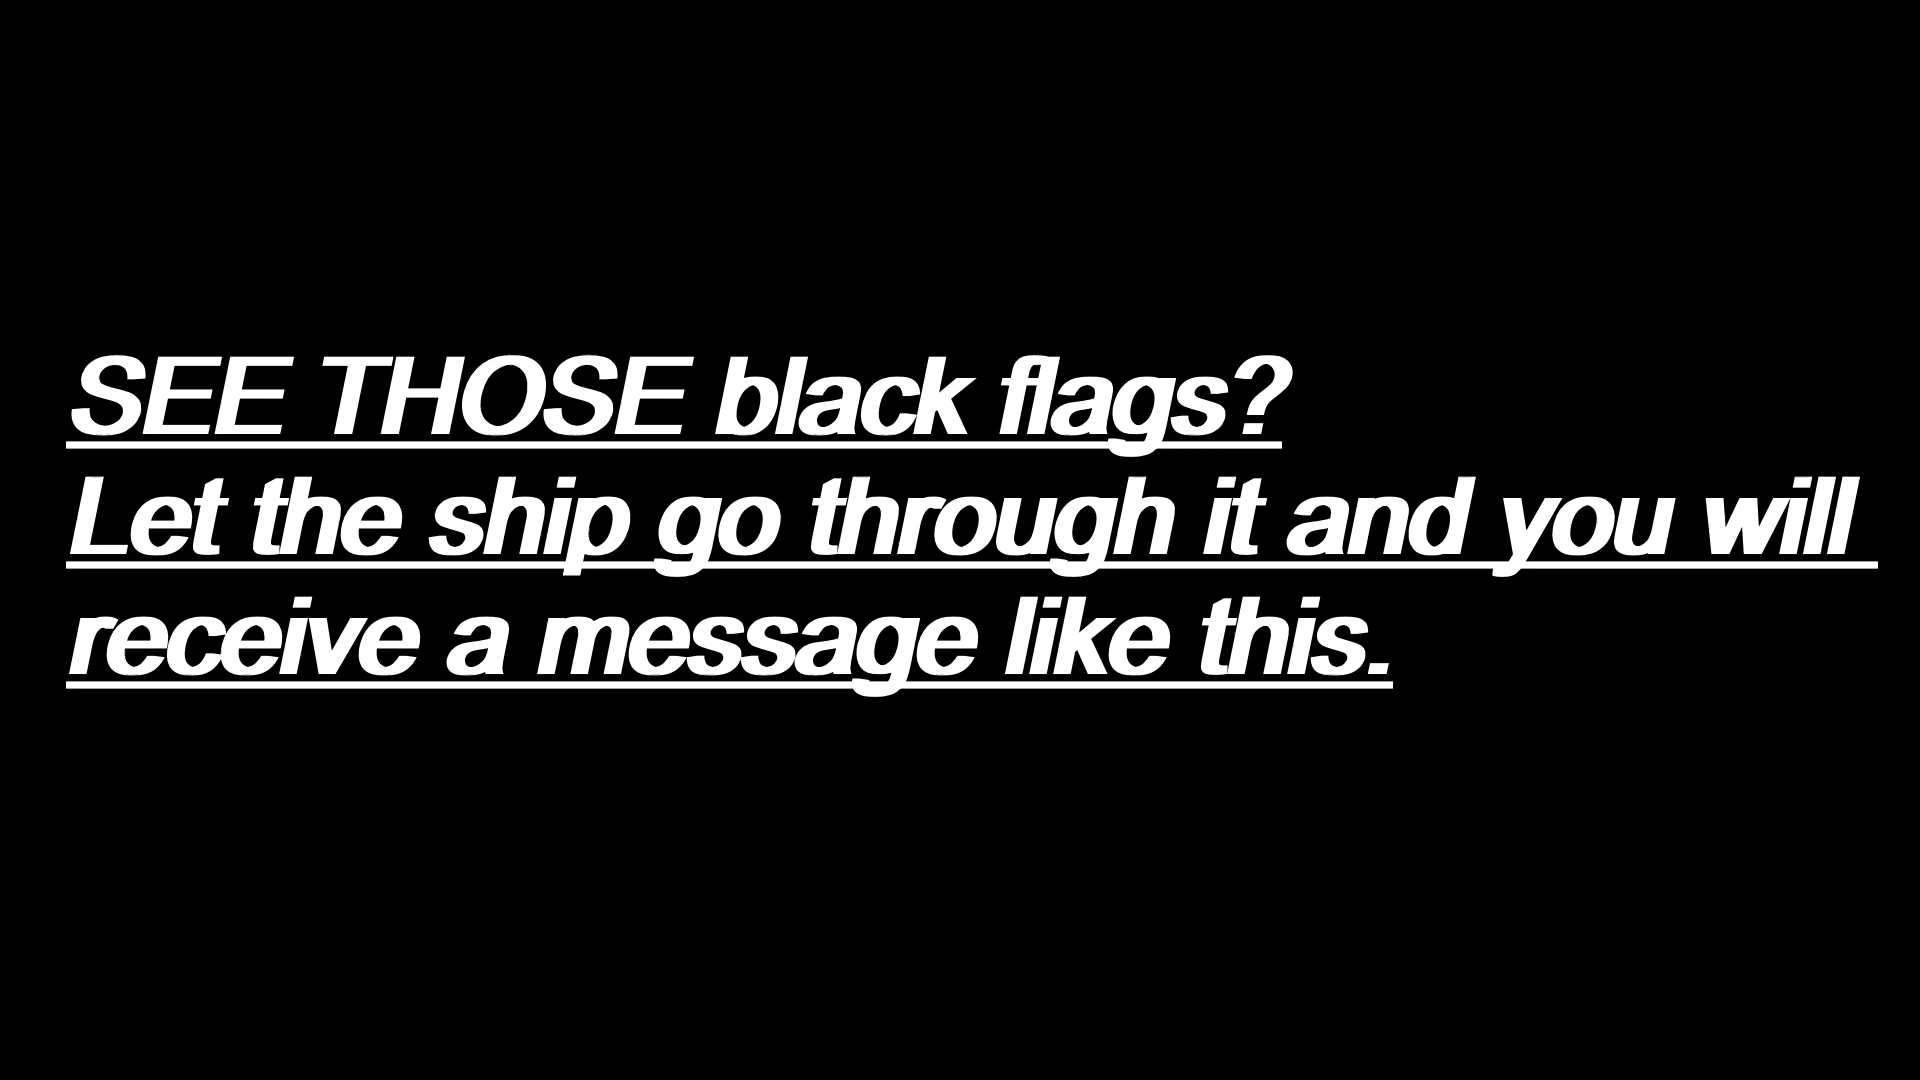 SEE THOSE black flags?
Let the ship go through it and you will
receive a message like this.